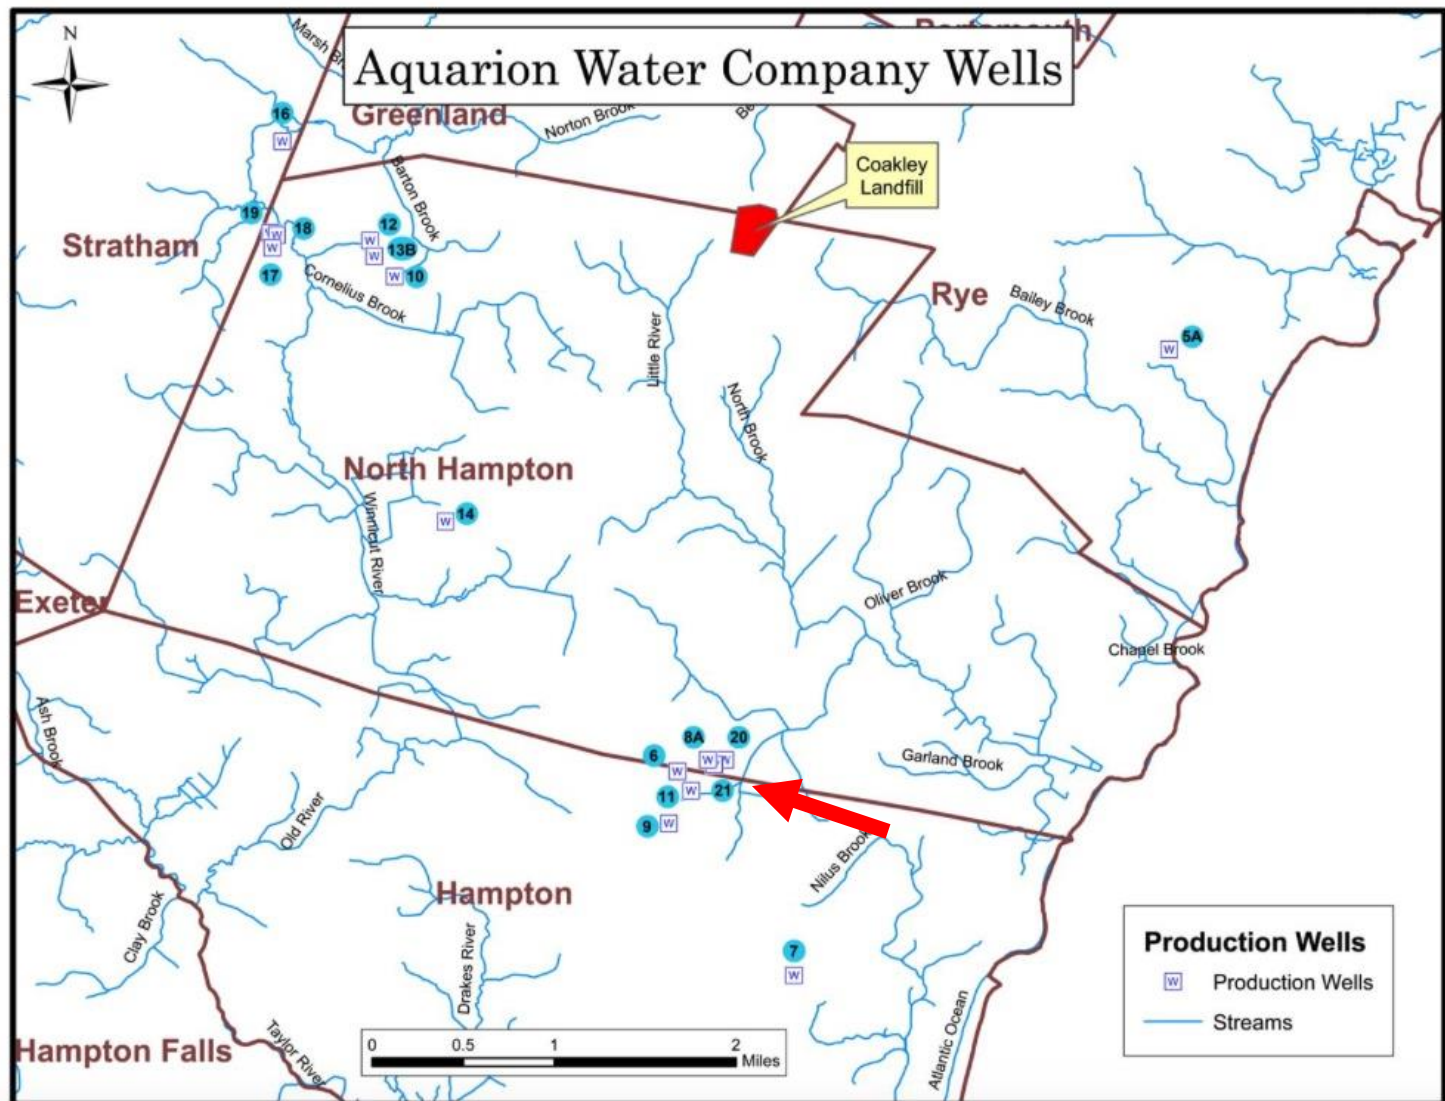 N
Portsmouth
Aquarion Water Company Wells
Greenland
Norton Brook
16
W
Barton Brook
Coakley
Landfill
19
18
12
Stratham
W
W
13B
W
W
17
W
10
Cornelius Brook
Rye
Bailey Brook
5A
W
Little River
North Brook
North Hampton
14
W
Winnicut River
Exeter
Oliver Brook
Chapel Brook
Ash Brook
8A
20
6
W
W
W
Garland Brook
11
W
21
9
W
Old River
Nilus Brook
Hampton
Clay Brook
Drakes River
7
W
Production Wells
W Production Wells
Streams
Atlantic Ocean
Hampton Falls
Taylor River
0 0.5 1 2
Miles